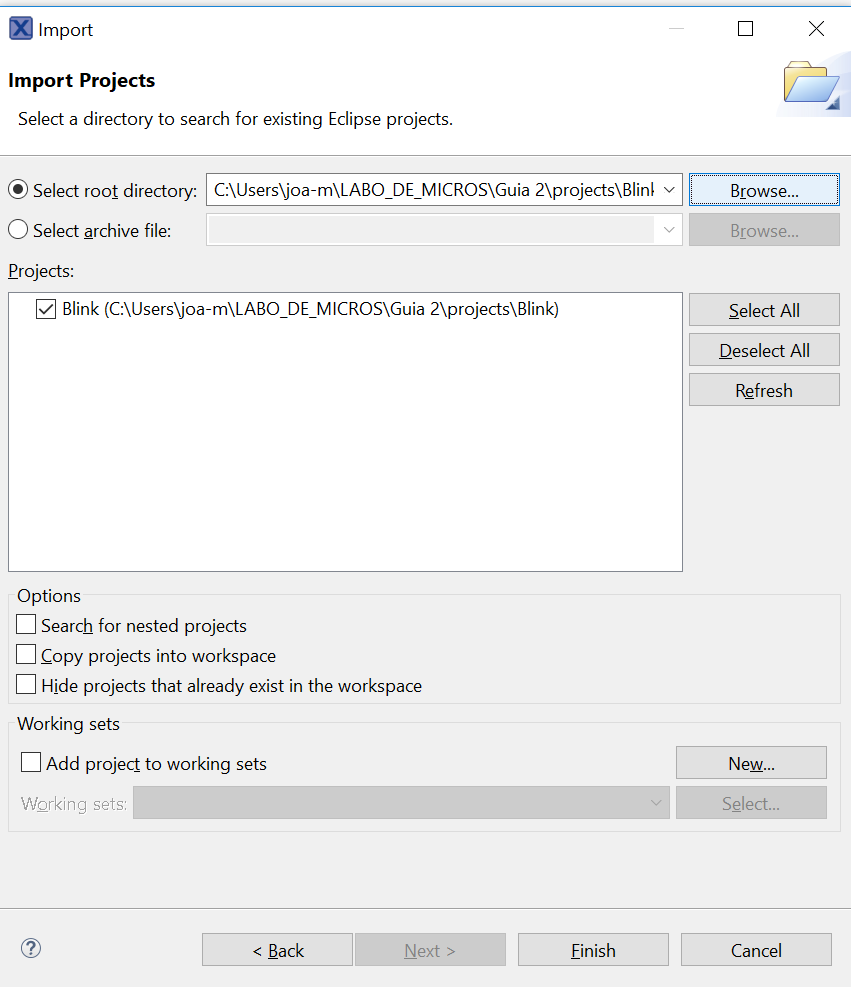 Import
Import Projects
Select a directory to search for existing Eclipse projects.
Select root directory: C:\Users\joa-m\LABO_DE_MICROS\Guia 2\projects\Blink Browse...
Select archive file: Browse...
Projects:
Blink (C:\Users\joa-m\LABO_DE_MICROS\Guia 2\projects\Blink) Select All
Deselect All
Refresh
Options
Search for nested projects
Copy projects into workspace
Hide projects that already exist in the workspace
Working sets
Add project to working sets New...
Working sets: Select...
? < Back Next > Finish Cancel